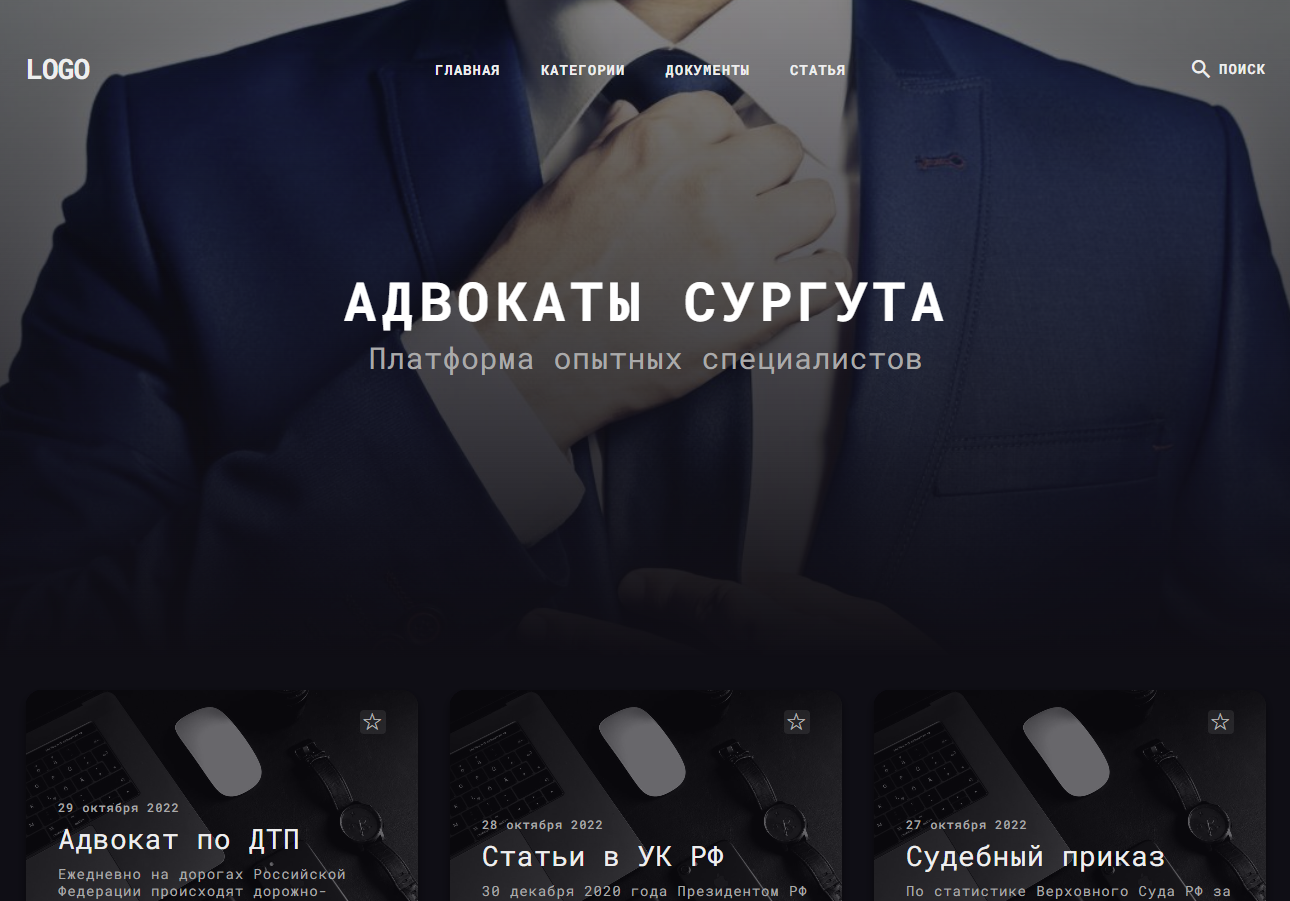 LOGO
ГЛАВНАЯ КАТЕГОРИИ ДОКУМЕНТЫ СТАТЬЯ
ПОИСК
АДВОКАТЫ СУРГУТА
Платформа опытных специалистов
29 октября 2022
Адвокат по ДТП
Ежедневно на дорогах Российской
Федерации происходят дорожно-
28 октября 2022
Статьи в УК РФ
30 декабря 2020 года Президентом РФ
27 октября 2022
Судебный приказ
По статистике Верховного Суда РФ за